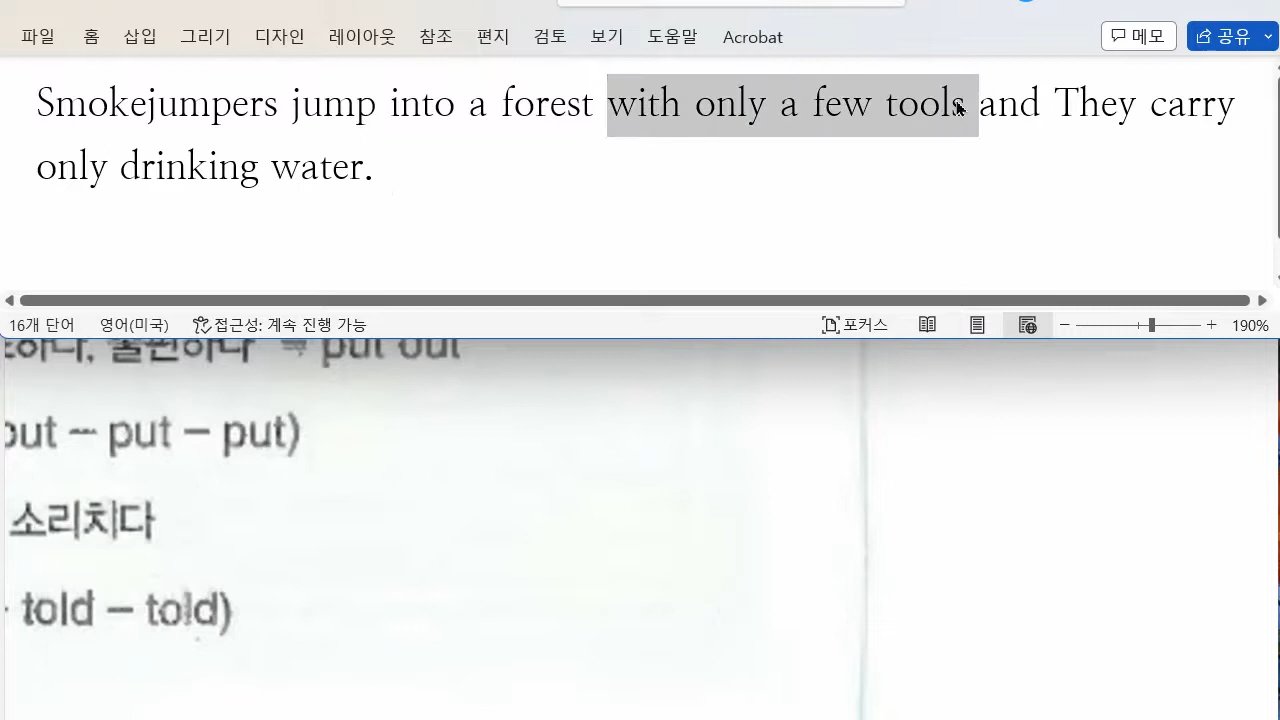 파일 홈 삽입 그리기 디자인 레이아웃 참조 편지 검토 보기 도움말 Acrobat 메모 공유
Smokejumpers jump into a forest with only a few tools and They carry
only drinking water.
16개 단어 영어(미국) 접근성: 계속 진행 가능 포커스 190%
put out
put – put)
소리치다
told – told)